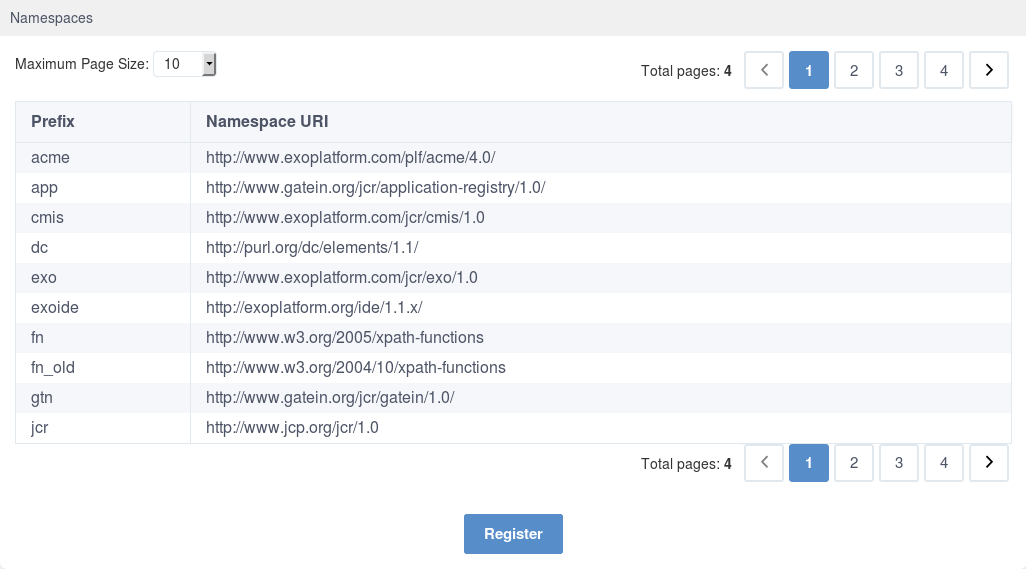 Namespaces
Maximum Page Size: 10
Total pages: 4 1 2 3 4
Prefix Namespace URI
acme http://www.exoplatform.com/plf/acme/4.0/
app http://www.gatein.org/jcr/application-registry/1.0/
cmis http://www.exoplatform.com/jcr/cmis/1.0
dc http://purl.org/dc/elements/1.1/
exo http://www.exoplatform.com/jcr/exo/1.0
exoide http://exoplatform.org/ide/1.1.x/
fn http://www.w3.org/2005/xpath-functions
fn_old http://www.w3.org/2004/10/xpath-functions
gtn http://www.gatein.org/jcr/gatein/1.0/
jcr http://www.jcp.org/jcr/1.0
Total pages: 4 1 2 3 4
Register